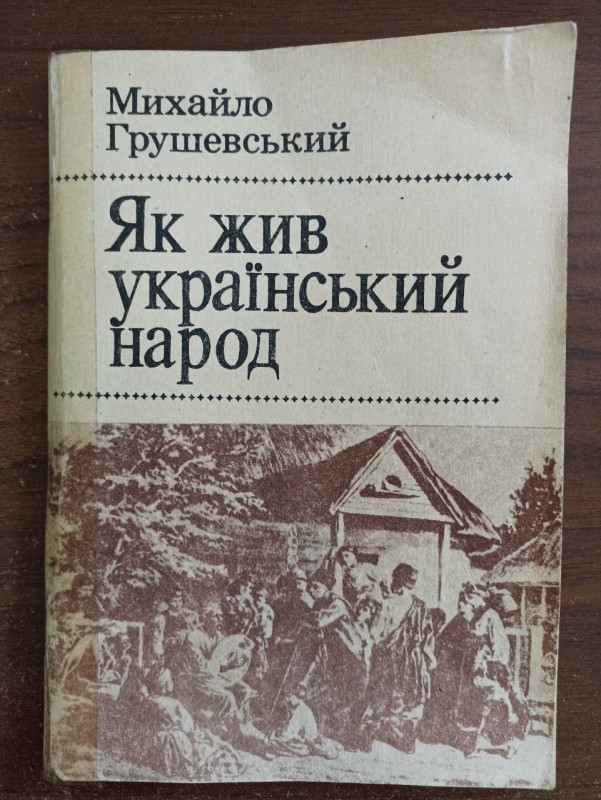 Михайло
Грушевський
Як жив
український
народ